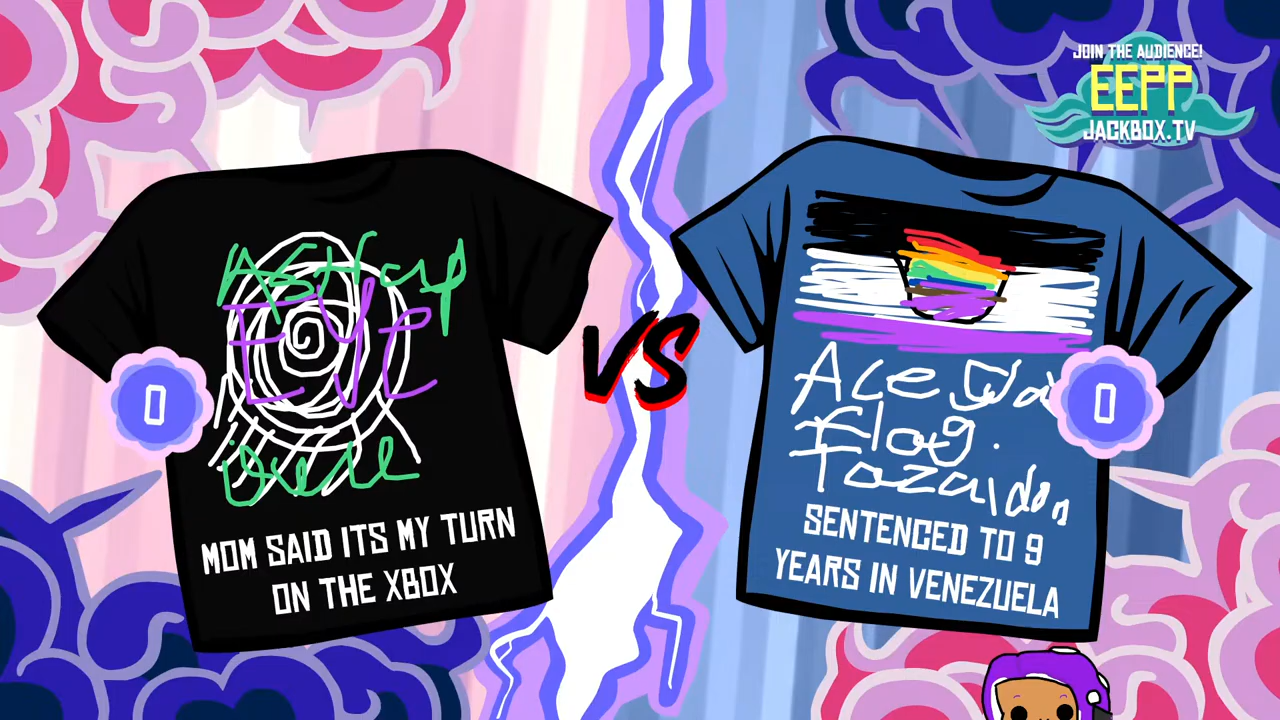 JOIN THE AUDIENCE!
EEPP
JACKBOX.TV
EYE
MOM SAID ITS MY TURN
ON THE XBOX
0
VS
Ace
flag.
Tazaidon
SENTENCED TO 9
YEARS IN VENEZUELA
0